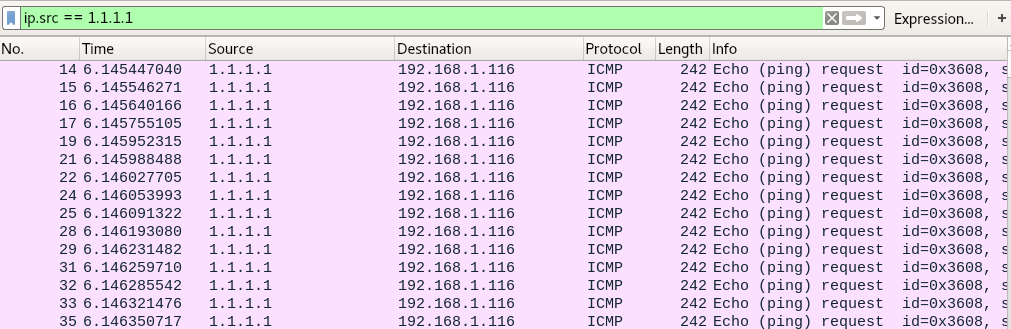 ip.src == 1.1.1.1 Expression... +
No. Time Source Destination Protocol Length Info
14 6.145447040 1.1.1.1 192.168.1.116 ICMP 242 Echo (ping) request id=0x3608, s
15 6.145546271 1.1.1.1 192.168.1.116 ICMP 242 Echo (ping) request id=0x3608, s
16 6.145640166 1.1.1.1 192.168.1.116 ICMP 242 Echo (ping) request id=0x3608, s
17 6.145755105 1.1.1.1 192.168.1.116 ICMP 242 Echo (ping) request id=0x3608, s
19 6.145952315 1.1.1.1 192.168.1.116 ICMP 242 Echo (ping) request id=0x3608, s
21 6.145988488 1.1.1.1 192.168.1.116 ICMP 242 Echo (ping) request id=0x3608, s
22 6.146027705 1.1.1.1 192.168.1.116 ICMP 242 Echo (ping) request id=0x3608, s
24 6.146053993 1.1.1.1 192.168.1.116 ICMP 242 Echo (ping) request id=0x3608, s
25 6.146091322 1.1.1.1 192.168.1.116 ICMP 242 Echo (ping) request id=0x3608, s
28 6.146193080 1.1.1.1 192.168.1.116 ICMP 242 Echo (ping) request id=0x3608, s
29 6.146231482 1.1.1.1 192.168.1.116 ICMP 242 Echo (ping) request id=0x3608, s
31 6.146259710 1.1.1.1 192.168.1.116 ICMP 242 Echo (ping) request id=0x3608, s
32 6.146285542 1.1.1.1 192.168.1.116 ICMP 242 Echo (ping) request id=0x3608, s
33 6.146321476 1.1.1.1 192.168.1.116 ICMP 242 Echo (ping) request id=0x3608, s
35 6.146350717 1.1.1.1 192.168.1.116 ICMP 242 Echo (ping) request id=0x3608, s